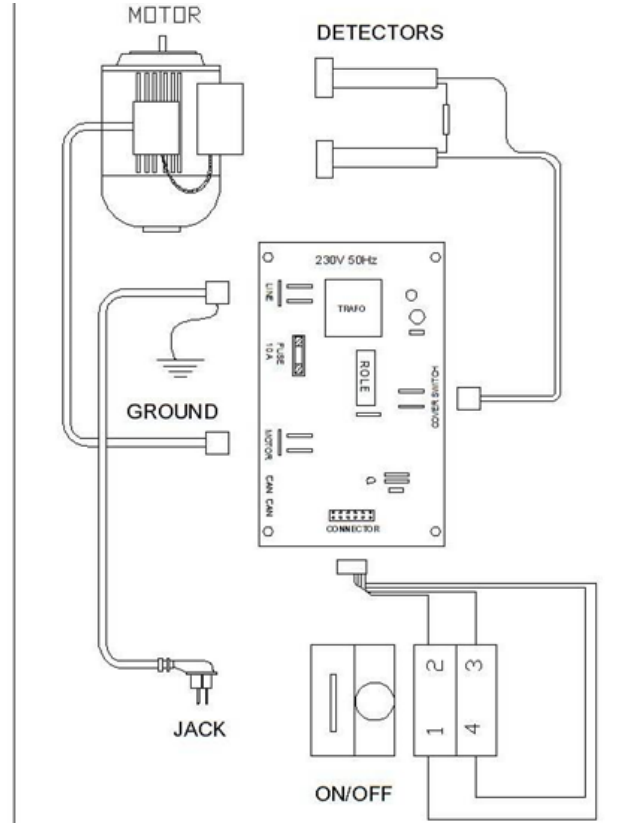 MOTOR
DETECTORS
230V 50Hz
LINE
TRAFO
FUSE
10A
ROLE
COVER SWITCH
GROUND
MOTOR
CAN CAN
CONNECTOR
2
3
1
4
JACK
ON/OFF